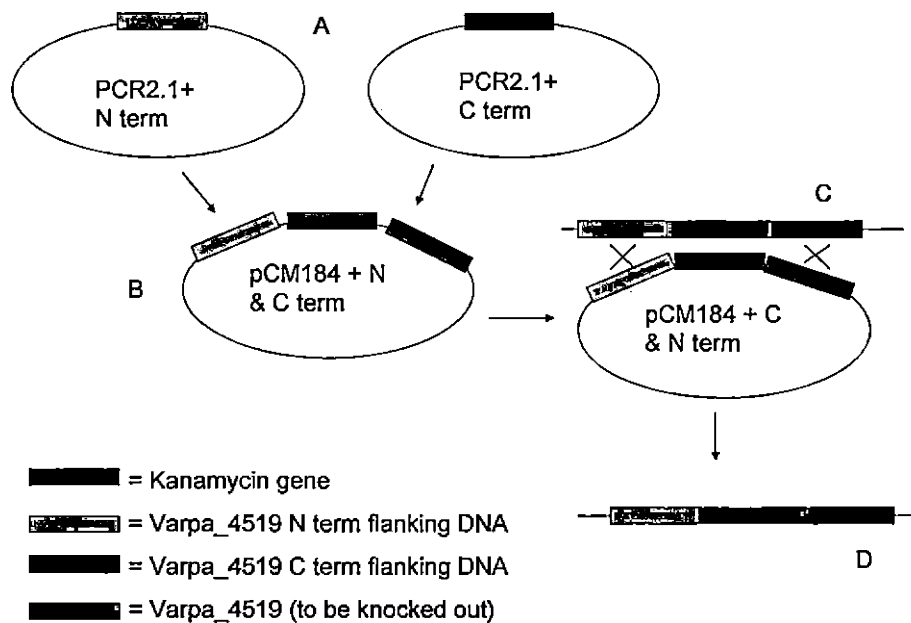 A
PCR2.1+
N term
PCR2.1+
C term
B
pCM184 + N
& C term
C
pCM184 + C
& N term
D
= Kanamycin gene
= Varpa_4519 N term flanking DNA
= Varpa_4519 C term flanking DNA
= Varpa_4519 (to be knocked out)